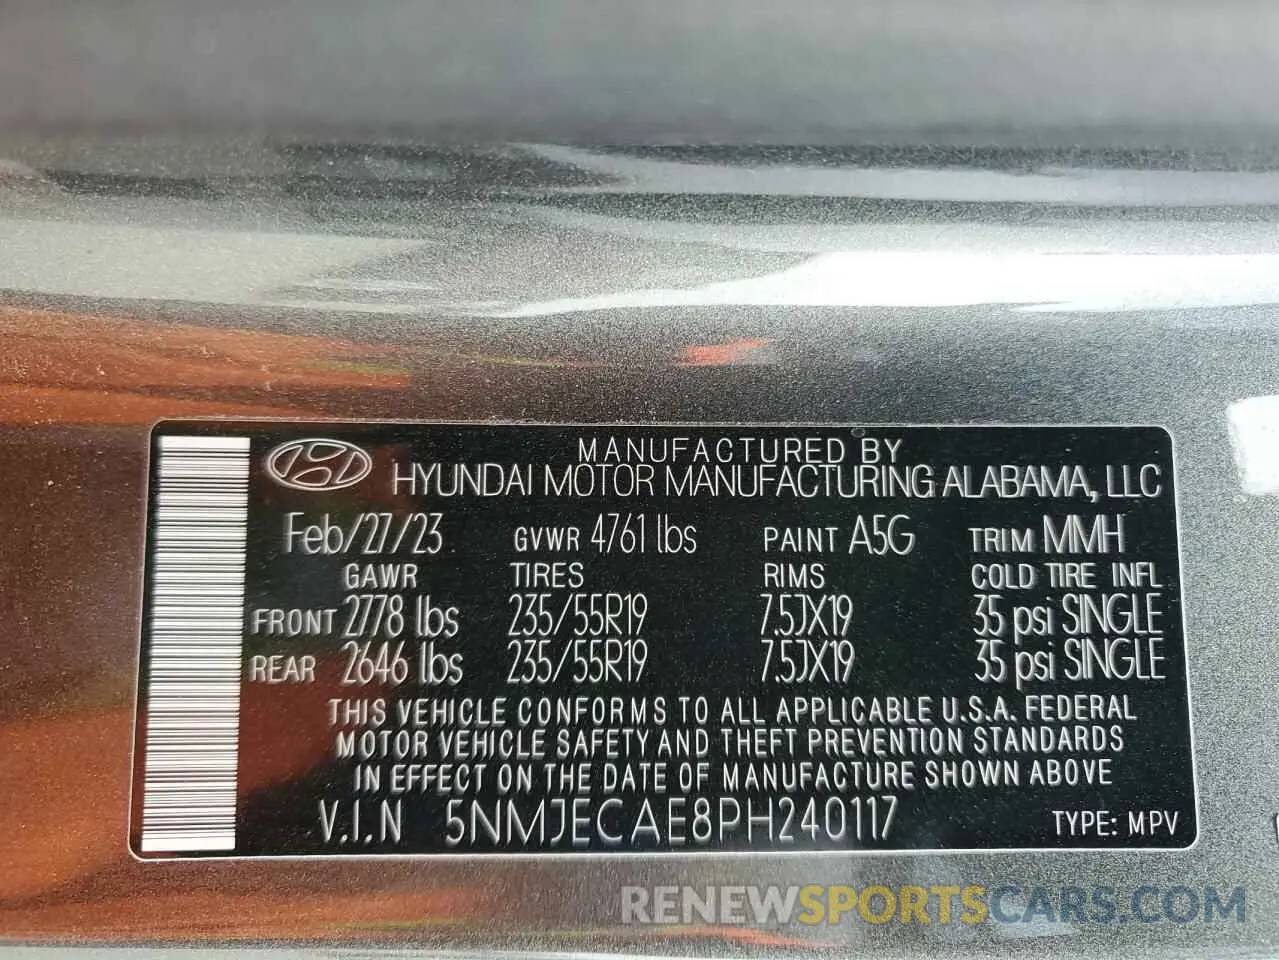 MANUFACTURED BY
HYUNDAI MOTOR MANUFACTURING ALABAMA, LLC
Feb/27/23 GVWR 4761 lbs PAINT A5G TRIM MMH
GAWR TIRES RIMS COLD TIRE INFL
FRONT 2778 lbs 235/55R19 7.5JX19 35 psi SINGLE
REAR 2646 lbs 235/55R19 7.5JX19 35 psi SINGLE
THIS VEHICLE CONFORMS TO ALL APPLICABLE U.S.A. FEDERAL
MOTOR VEHICLE SAFETY AND THEFT PREVENTION STANDARDS
IN EFFECT ON THE DATE OF MANUFACTURE SHOWN ABOVE
V.I.N 5NMJECAE8PH240117 TYPE: MPV
RENEWSPORTSCARS.COM